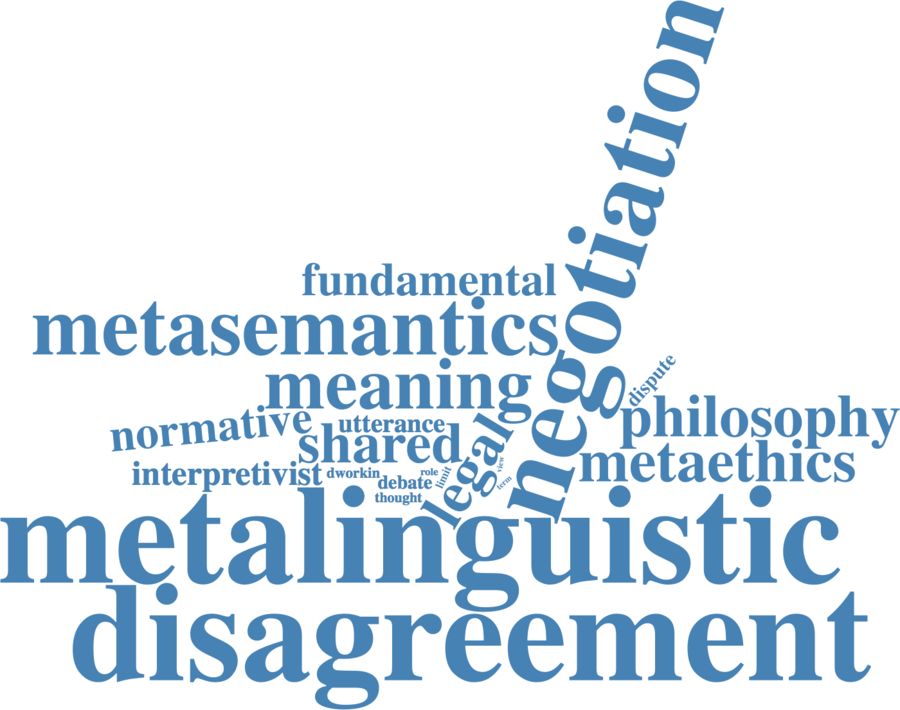 negotiation
fundamental
metasemantics
meaning
dispute
normative
utterance
philosophy
shared
legal
metaethics
interpretivist
dworkin
debate
role
limit
view
term
thought
metalinguistic
disagreement